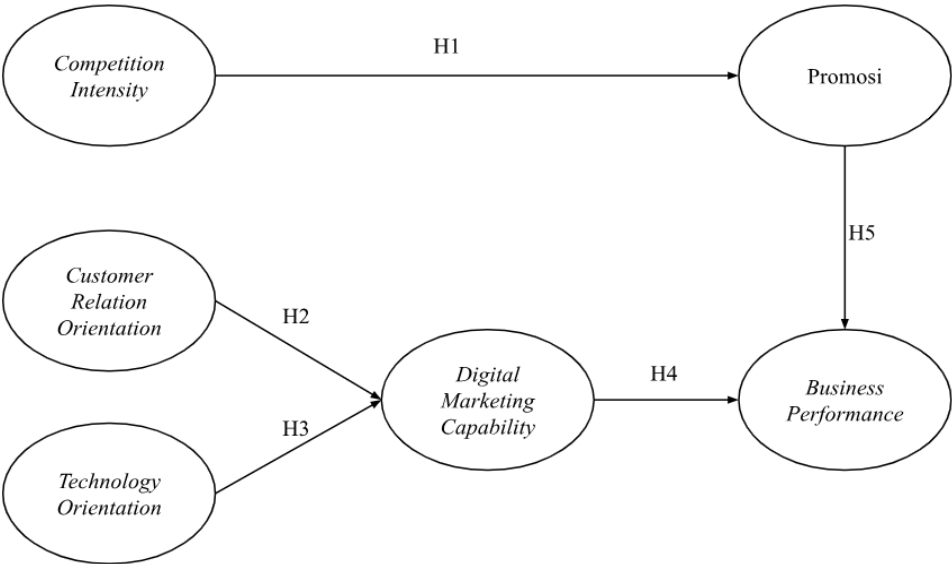 Competition
Intensity
H1
Promosi
H5
Customer
Relation
Orientation
H2
Technology
Orientation
H3
Digital
Marketing
Capability
H4
Business
Performance